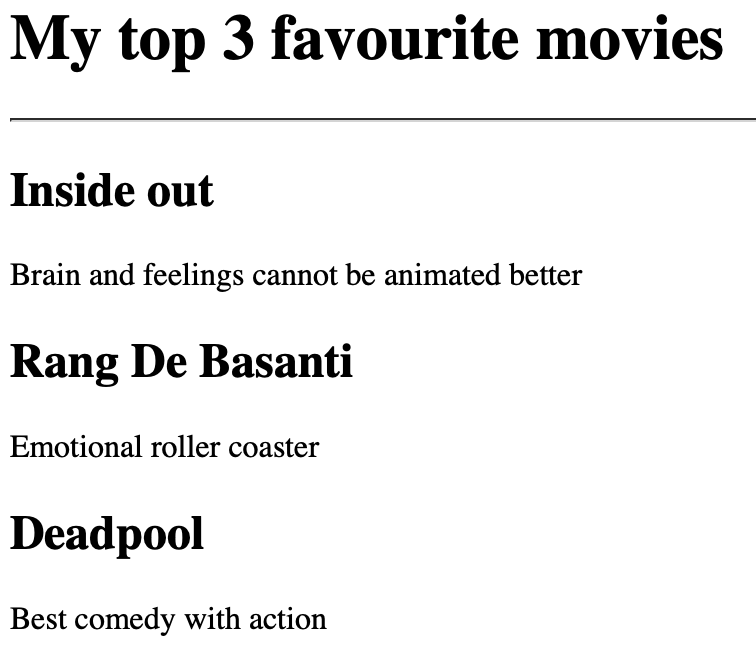 My top 3 favourite movies
Inside out
Brain and feelings cannot be animated better
Rang De Basanti
Emotional roller coaster
Deadpool
Best comedy with action